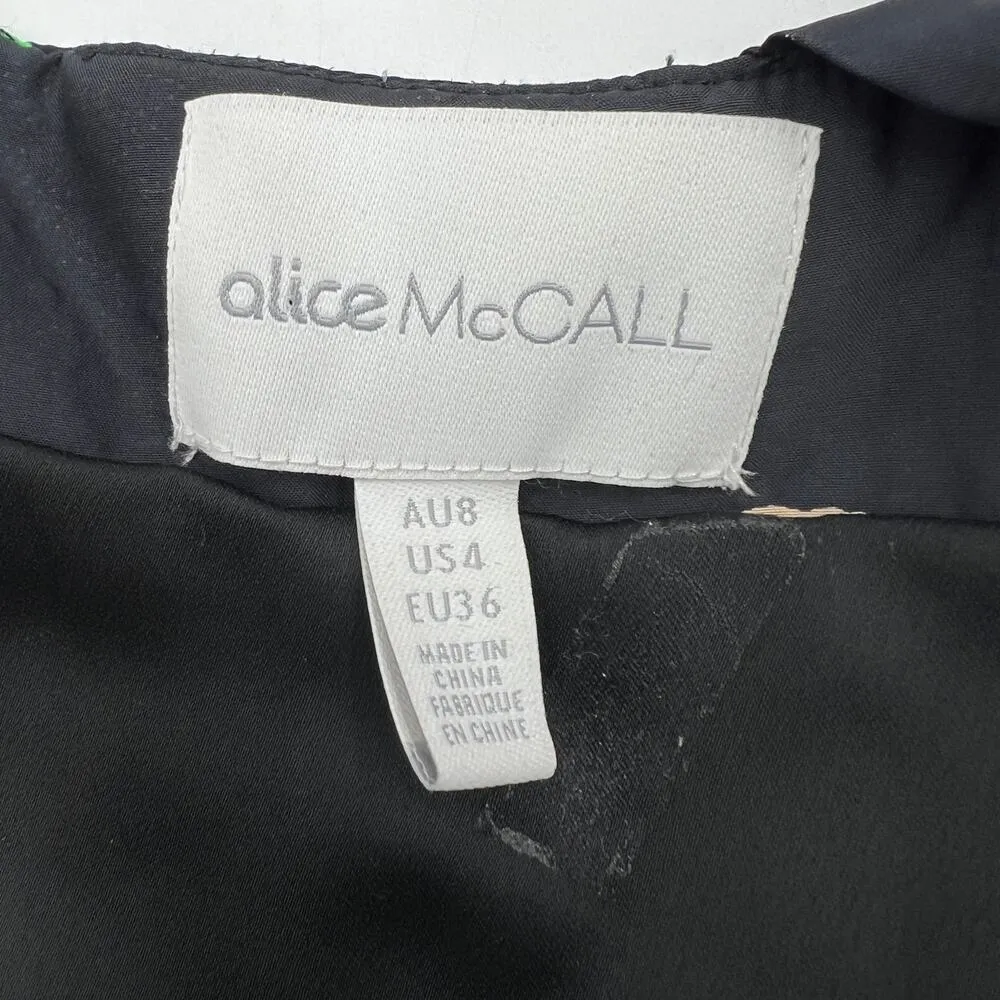 alice McCALL
AU8
US4
EU36
MADE IN
CHINA
FABRIQUE
EN CHINE